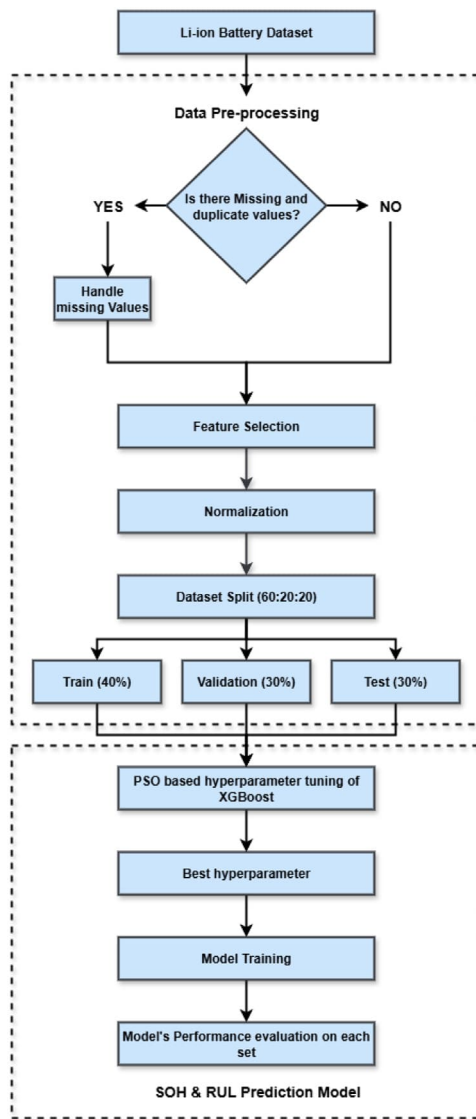 Li-ion Battery Dataset
Data Pre-processing
Is there Missing and
duplicate values?
YES
NO
Handle
missing Values
Feature Selection
Normalization
Dataset Split (60:20:20)
Train (40%)
Validation (30%)
Test (30%)
PSO based hyperparameter tuning of
XGBoost
Best hyperparameter
Model Training
Model's Performance evaluation on each
set
SOH & RUL Prediction Model